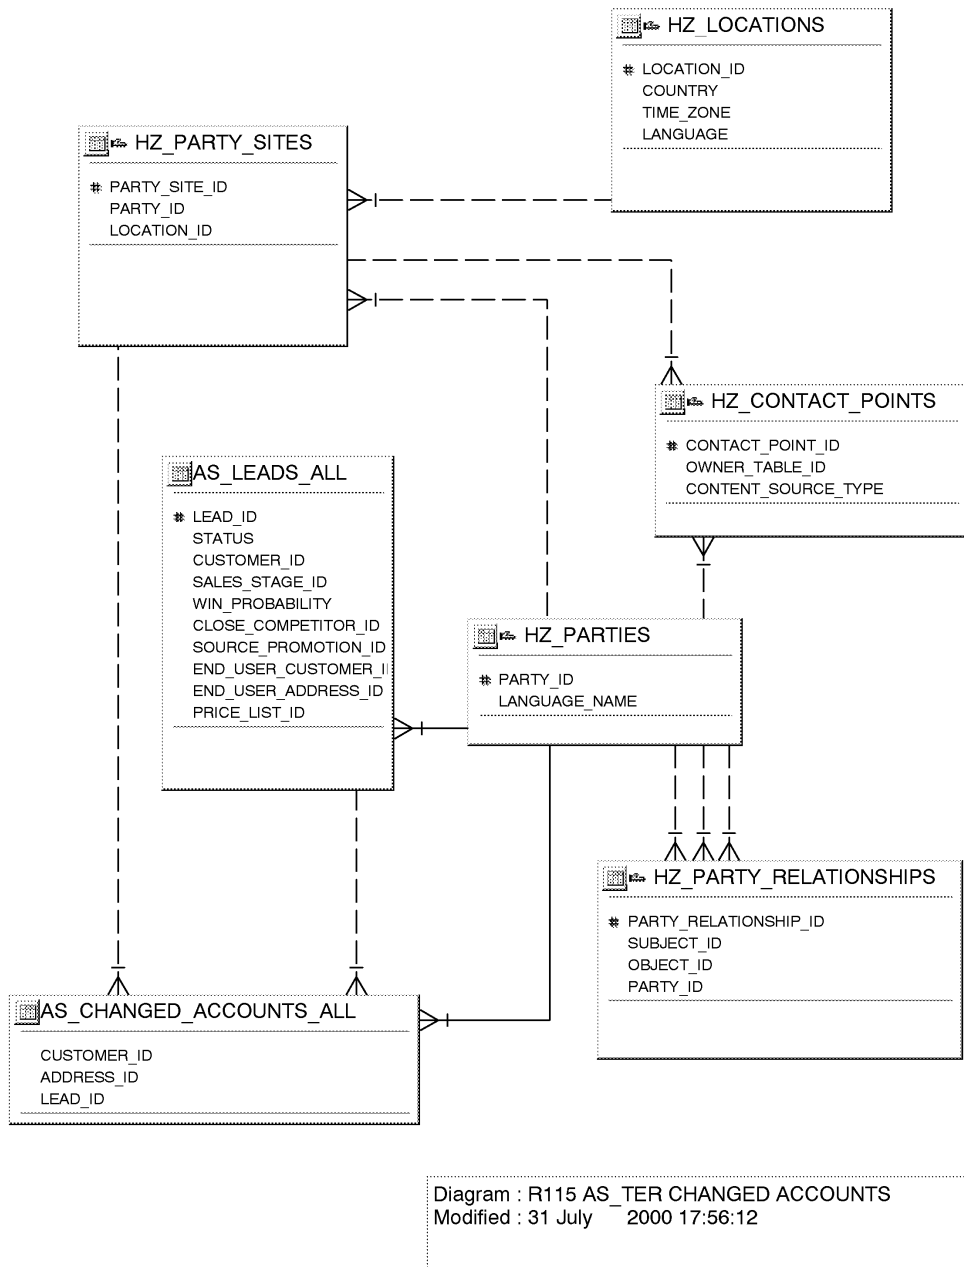 HZ_LOCATIONS
# LOCATION_ID
COUNTRY
TIME_ZONE
LANGUAGE
HZ_PARTY_SITES
# PARTY_SITE_ID
PARTY_ID
LOCATION_ID
HZ_CONTACT_POINTS
# CONTACT_POINT_ID
OWNER_TABLE_ID
CONTENT_SOURCE_TYPE
AS_LEADS_ALL
# LEAD_ID
STATUS
CUSTOMER_ID
SALES_STAGE_ID
WIN_PROBABILITY
CLOSE_COMPETITOR_ID
SOURCE_PROMOTION_ID
END_USER_CUSTOMER_I
END_USER_ADDRESS_ID
PRICE_LIST_ID
HZ_PARTIES
# PARTY_ID
LANGUAGE_NAME
HZ_PARTY_RELATIONSHIPS
# PARTY_RELATIONSHIP_ID
SUBJECT_ID
OBJECT_ID
PARTY_ID
AS_CHANGED_ACCOUNTS_ALL
CUSTOMER_ID
ADDRESS_ID
LEAD_ID
Diagram : R115 AS_TER CHANGED ACCOUNTS
Modified : 31 July 2000 17:56:12